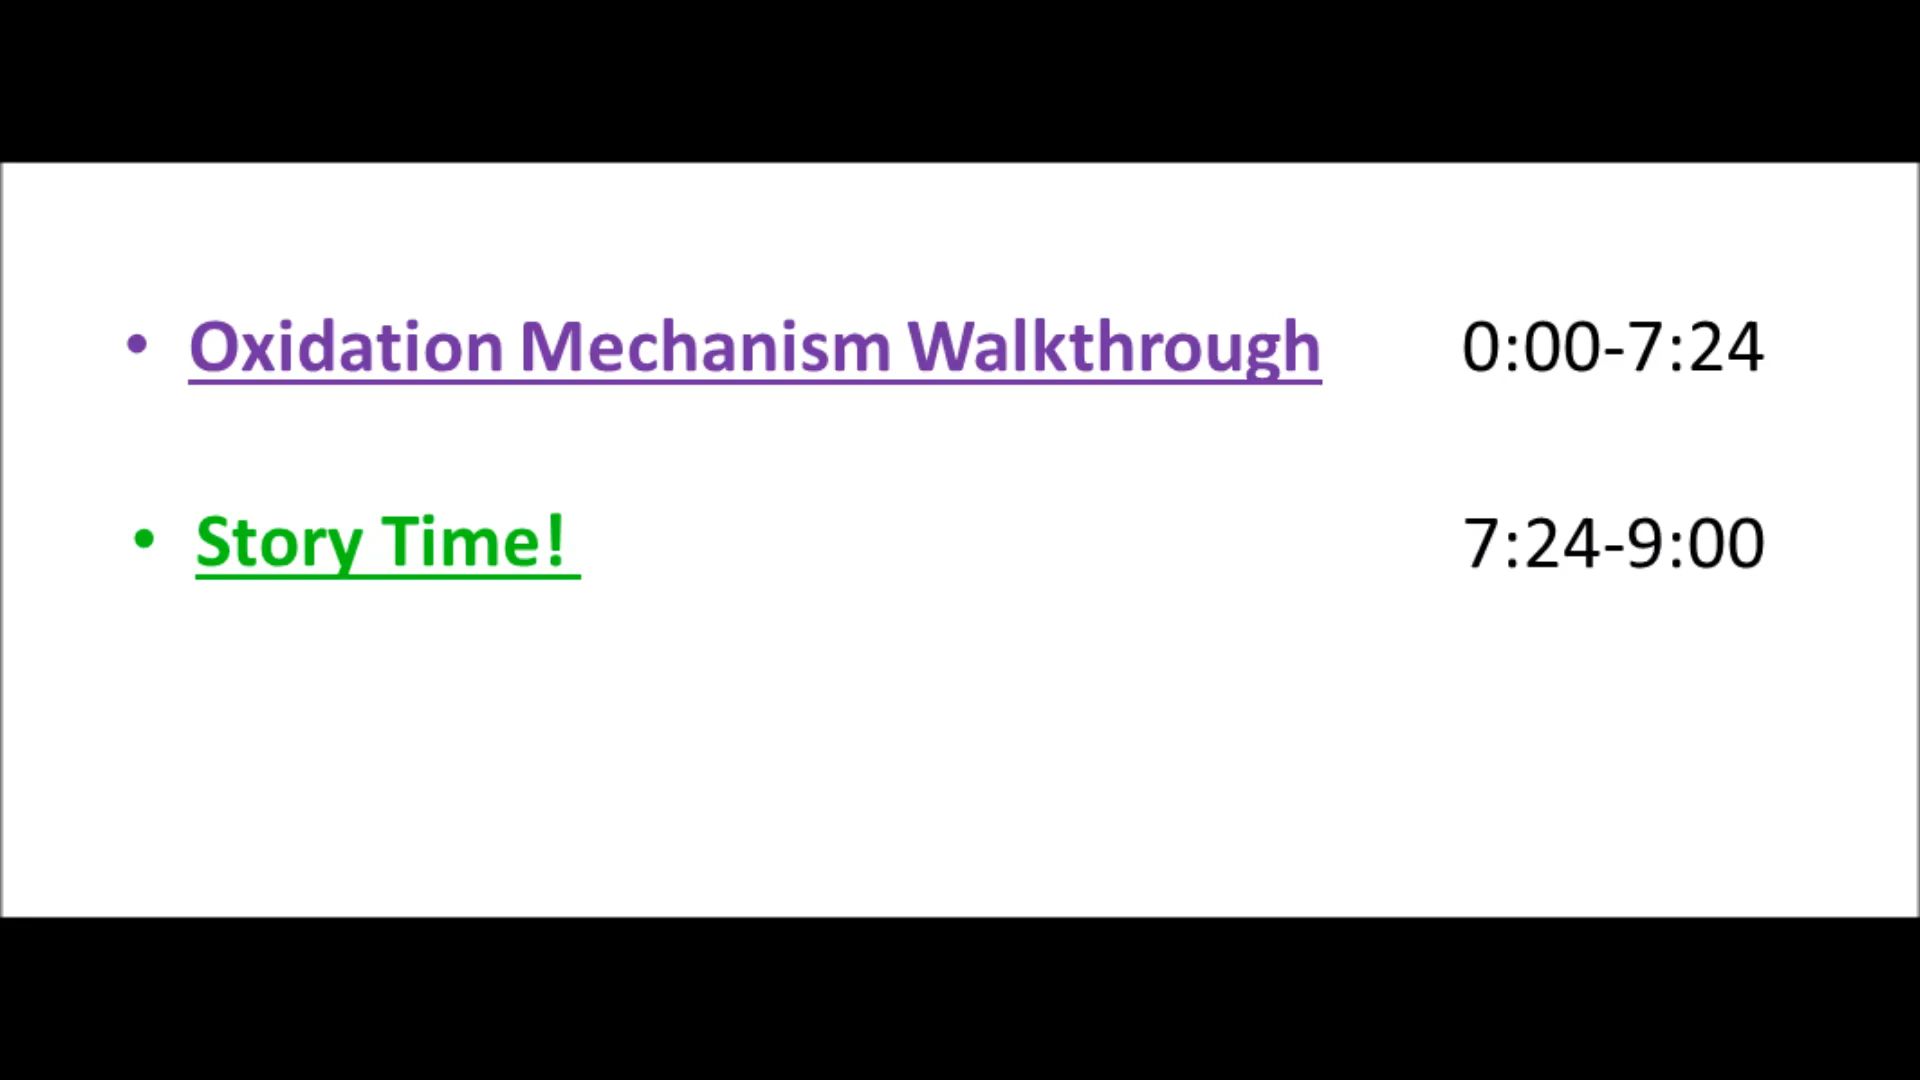 • Oxidation Mechanism Walkthrough 0:00-7:24
• Story Time! 7:24-9:00